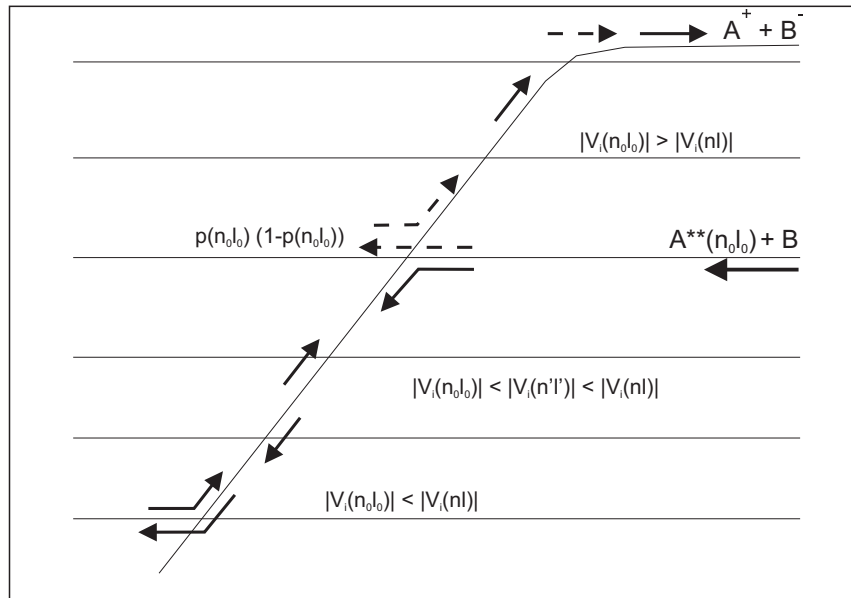 A⁺ + B⁻
|Vᵢ(n₀l₀)| > |Vᵢ(nl)|
p(n₀l₀) (1-p(n₀l₀))
A**(n₀l₀) + B
|Vᵢ(n₀l₀)| < |Vᵢ(n'l')| < |Vᵢ(nl)|
|Vᵢ(n₀l₀)| < |Vᵢ(nl)|